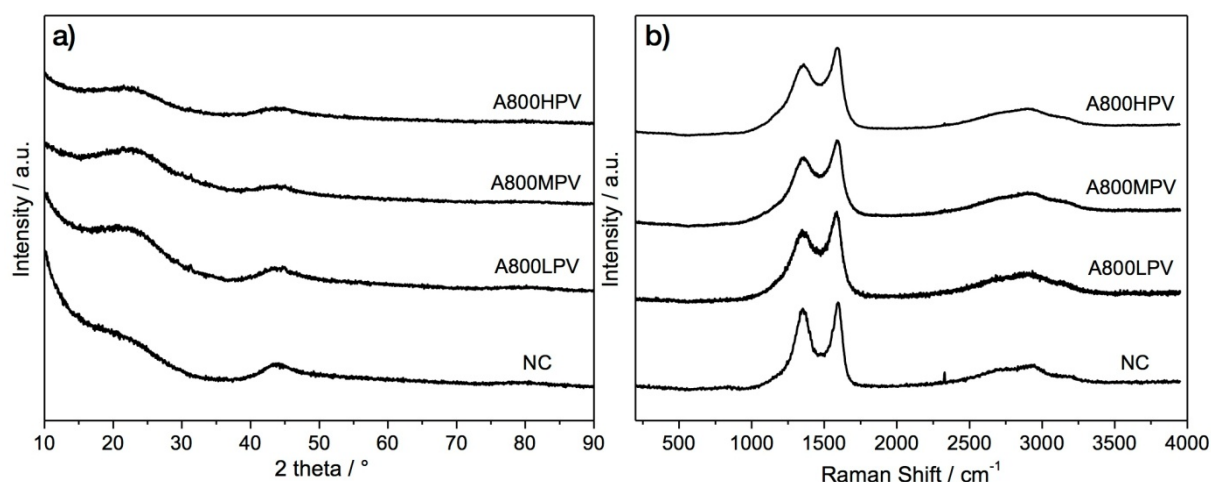 a)
A800HPV
A800MPV
A800LPV
NC
Intensity / a.u.
10 20 30 40 50 60 70 80 90
2 theta / °
b)
A800HPV
A800MPV
A800LPV
NC
Intensity / a.u.
500 1000 1500 2000 2500 3000 3500 4000
Raman Shift / cm⁻¹